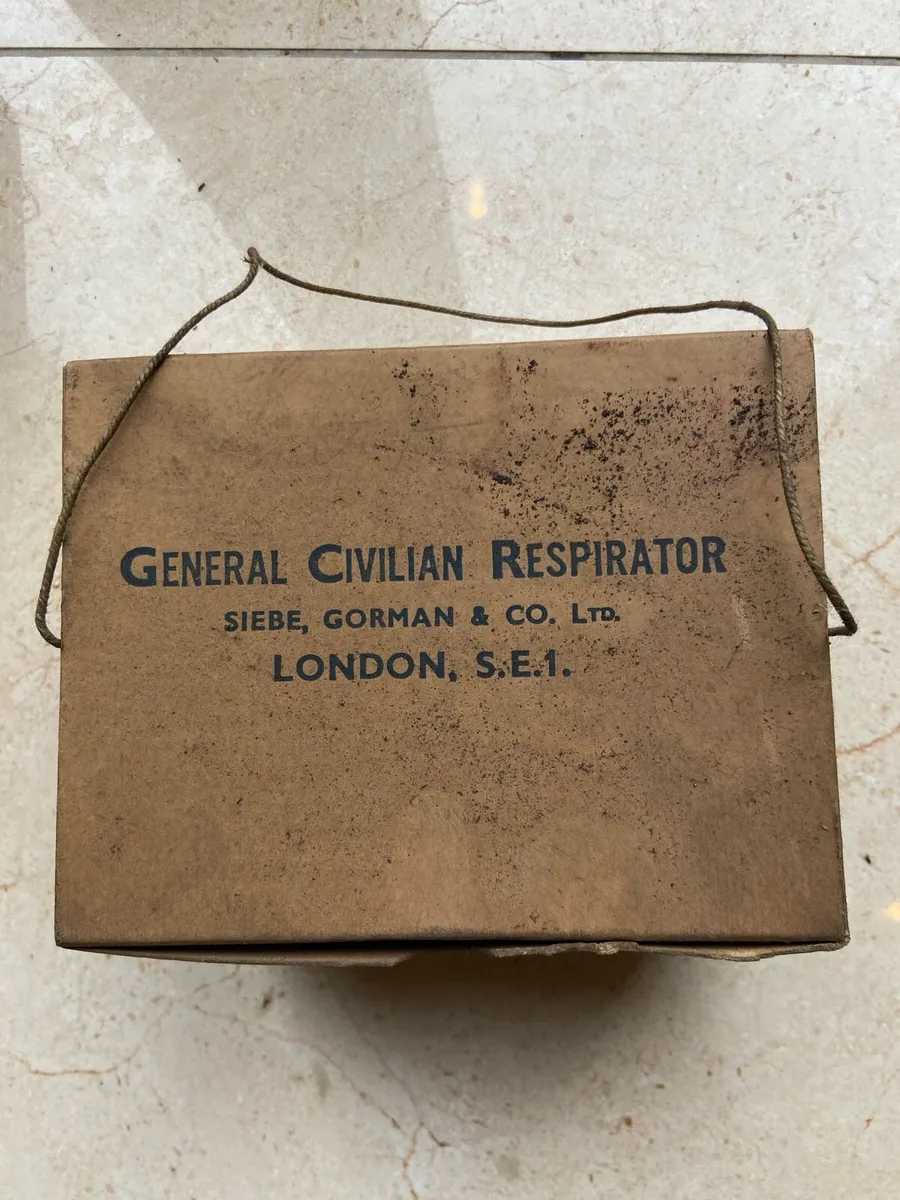 GENERAL CIVILIAN RESPIRATOR
SIEBE, GORMAN & CO. LTD.
LONDON, S.E.1.